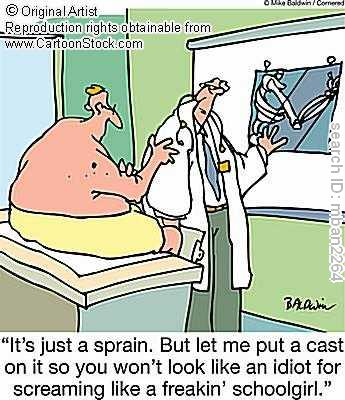 © Mike Baldwin / Cornered
© Original Artist
Reproduction rights obtainable from
www.CartoonStock.com
search ID: mban2264
BALDWIN
“It’s just a sprain. But let me put a cast
on it so you won’t look like an idiot for
screaming like a freakin’ schoolgirl.”